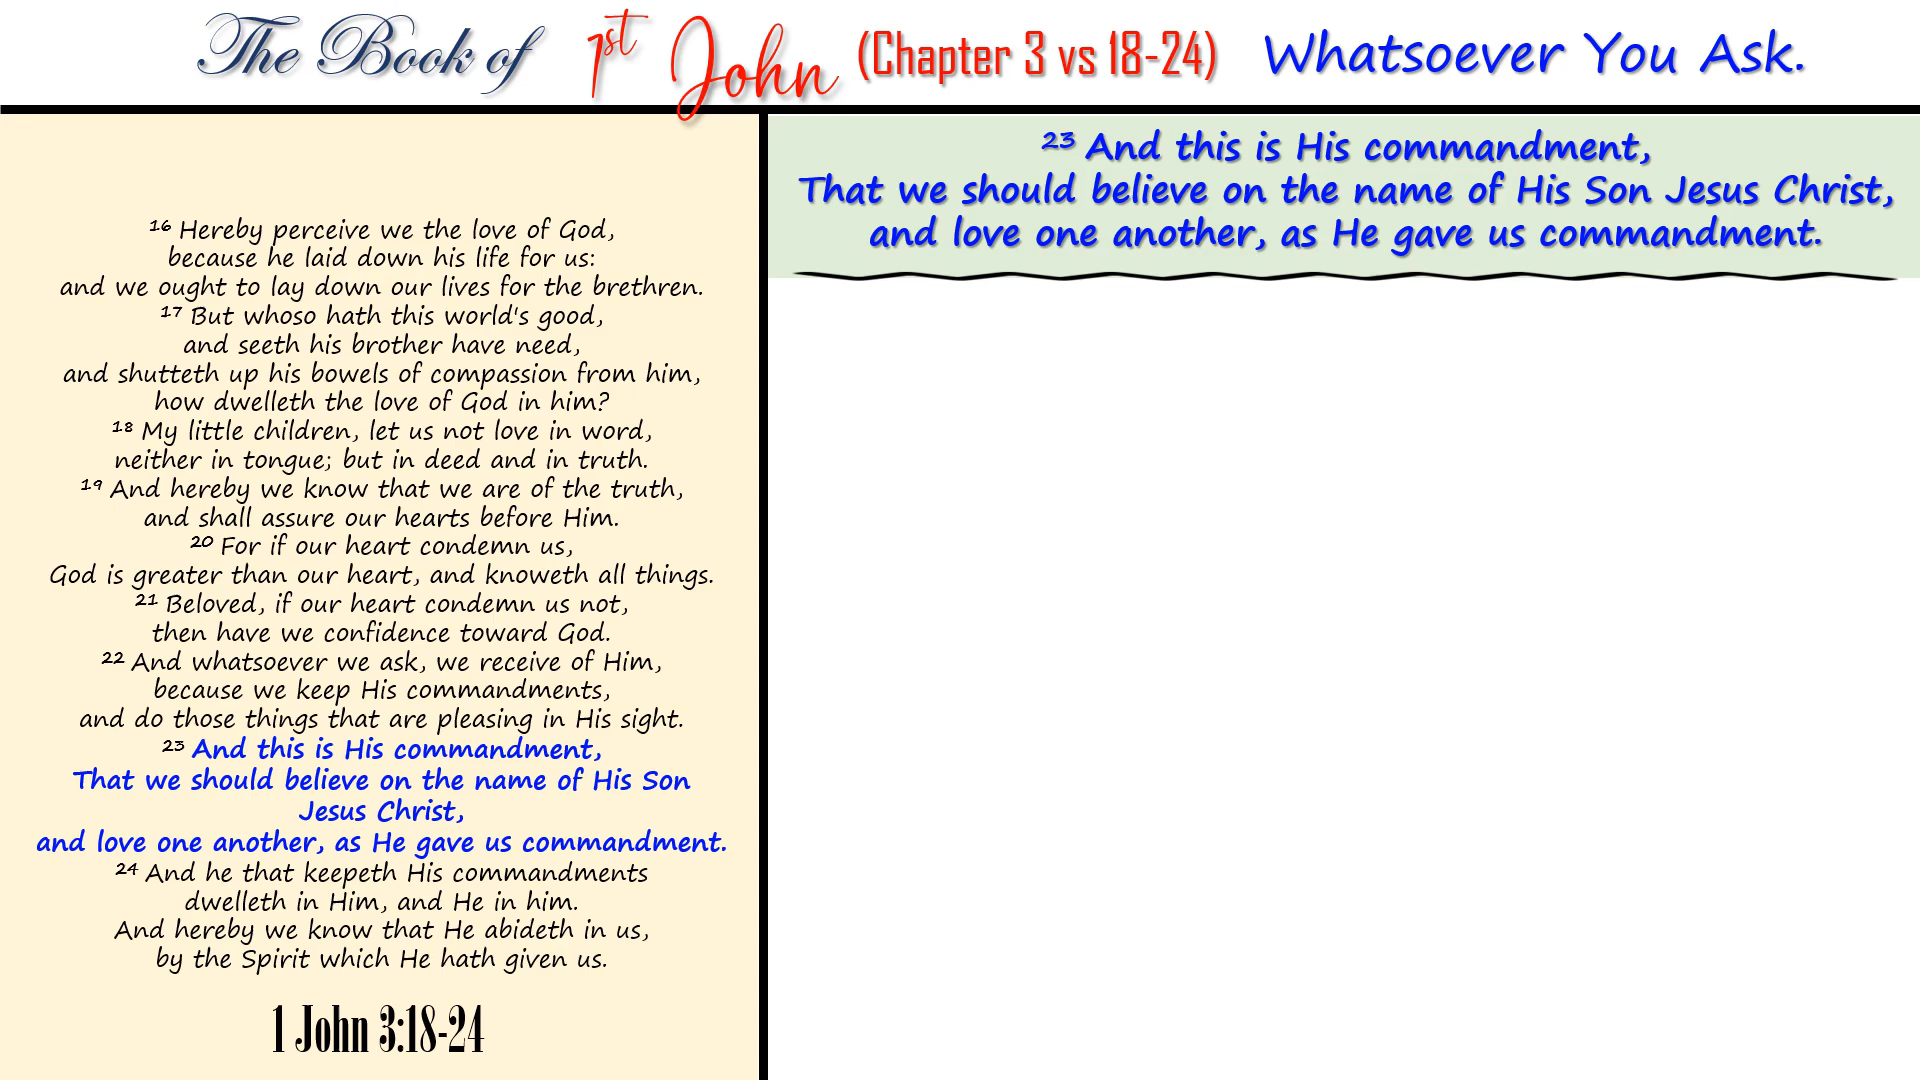 The Book of 1st John (Chapter 3 vs 18-24) Whatsoever You Ask.
16 Hereby perceive we the love of God,
because he laid down his life for us:
and we ought to lay down our lives for the brethren.
17 But whoso hath this world's good,
and seeth his brother have need,
and shutteth up his bowels of compassion from him,
how dwelleth the love of God in him?
18 My little children, let us not love in word,
neither in tongue; but in deed and in truth.
19 And hereby we know that we are of the truth,
and shall assure our hearts before Him.
20 For if our heart condemn us,
God is greater than our heart, and knoweth all things.
21 Beloved, if our heart condemn us not,
then have we confidence toward God.
22 And whatsoever we ask, we receive of Him,
because we keep His commandments,
and do those things that are pleasing in His sight.
23 And this is His commandment,
That we should believe on the name of His Son
Jesus Christ,
and love one another, as He gave us commandment.
24 And he that keepeth His commandments
dwelleth in Him, and He in him.
And hereby we know that He abideth in us,
by the Spirit which He hath given us.
1 John 3:18-24
23 And this is His commandment,
That we should believe on the name of His Son Jesus Christ,
and love one another, as He gave us commandment.